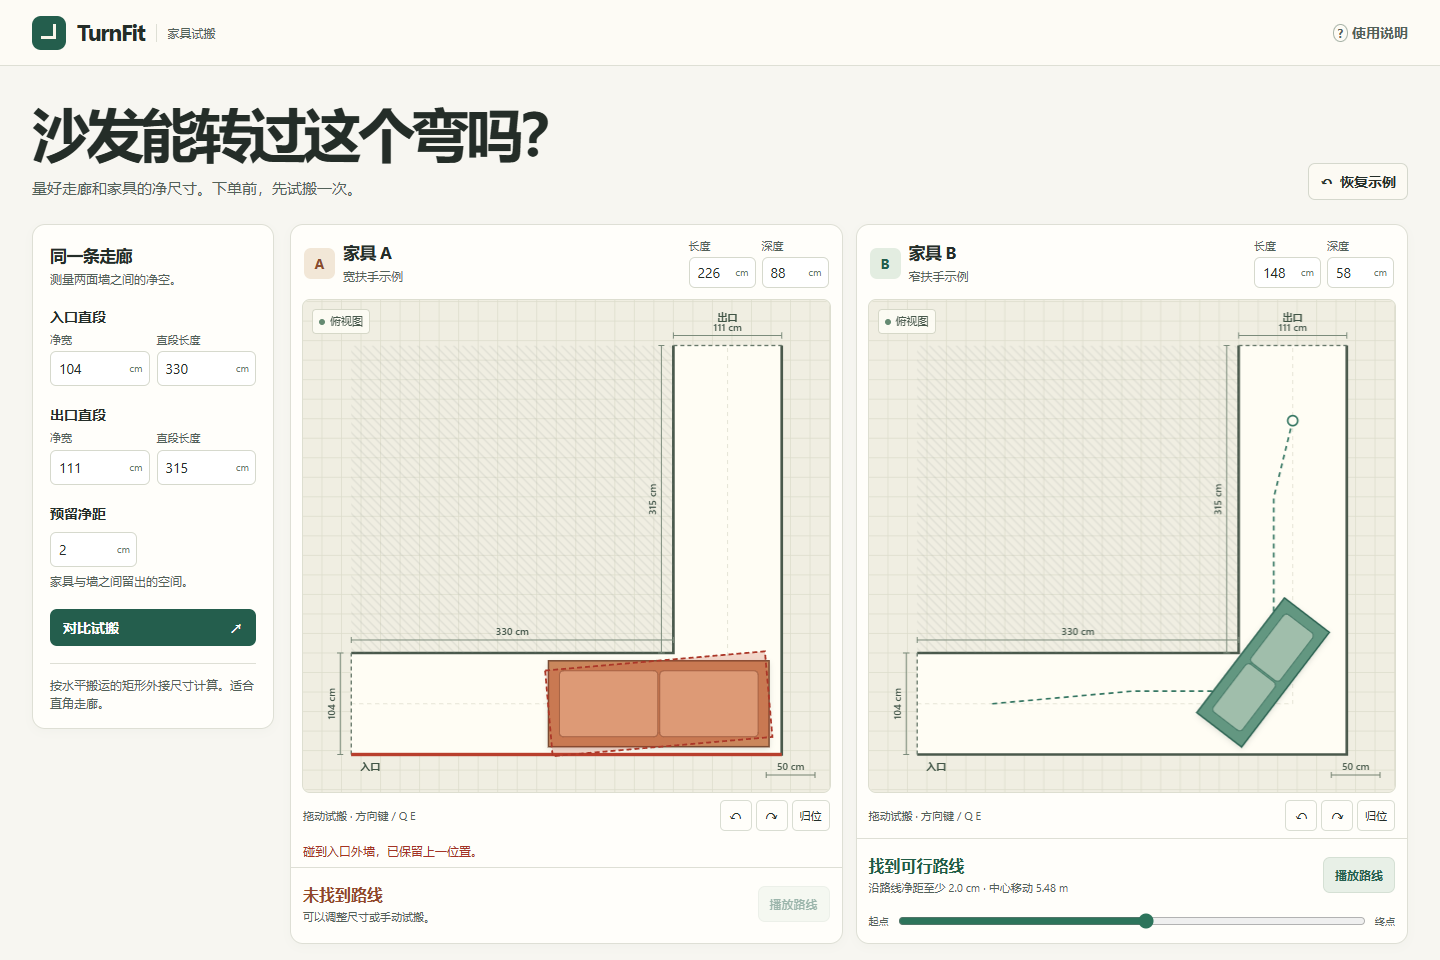 TurnFit
家具试搬
? 使用说明
沙发能转过这个弯吗?
量好走廊和家具的净尺寸。下单前，先试搬一次。
恢复示例
同一条走廊
测量两面墙之间的净空。
入口直段
净宽 直段长度
104 cm 330 cm
出口直段
净宽 直段长度
111 cm 315 cm
预留净距
2 cm
家具与墙之间留出的空间。
对比试搬
按水平搬运的矩形外接尺寸计算。适合
直角走廊。
A
家具 A
宽扶手示例
长度 深度
226 cm 88 cm
俯视图
出口
111 cm
315 cm
330 cm
104 cm
入口
50 cm
拖动试搬 · 方向键 / Q E
归位
碰到入口外墙，已保留上一位置。
未找到路线
可以调整尺寸或手动试搬。
播放路线
B
家具 B
窄扶手示例
长度 深度
148 cm 58 cm
俯视图
出口
111 cm
315 cm
330 cm
104 cm
入口
50 cm
拖动试搬 · 方向键 / Q E
归位
找到可行路线
沿路线净距至少 2.0 cm · 中心移动 5.48 m
播放路线
起点 终点